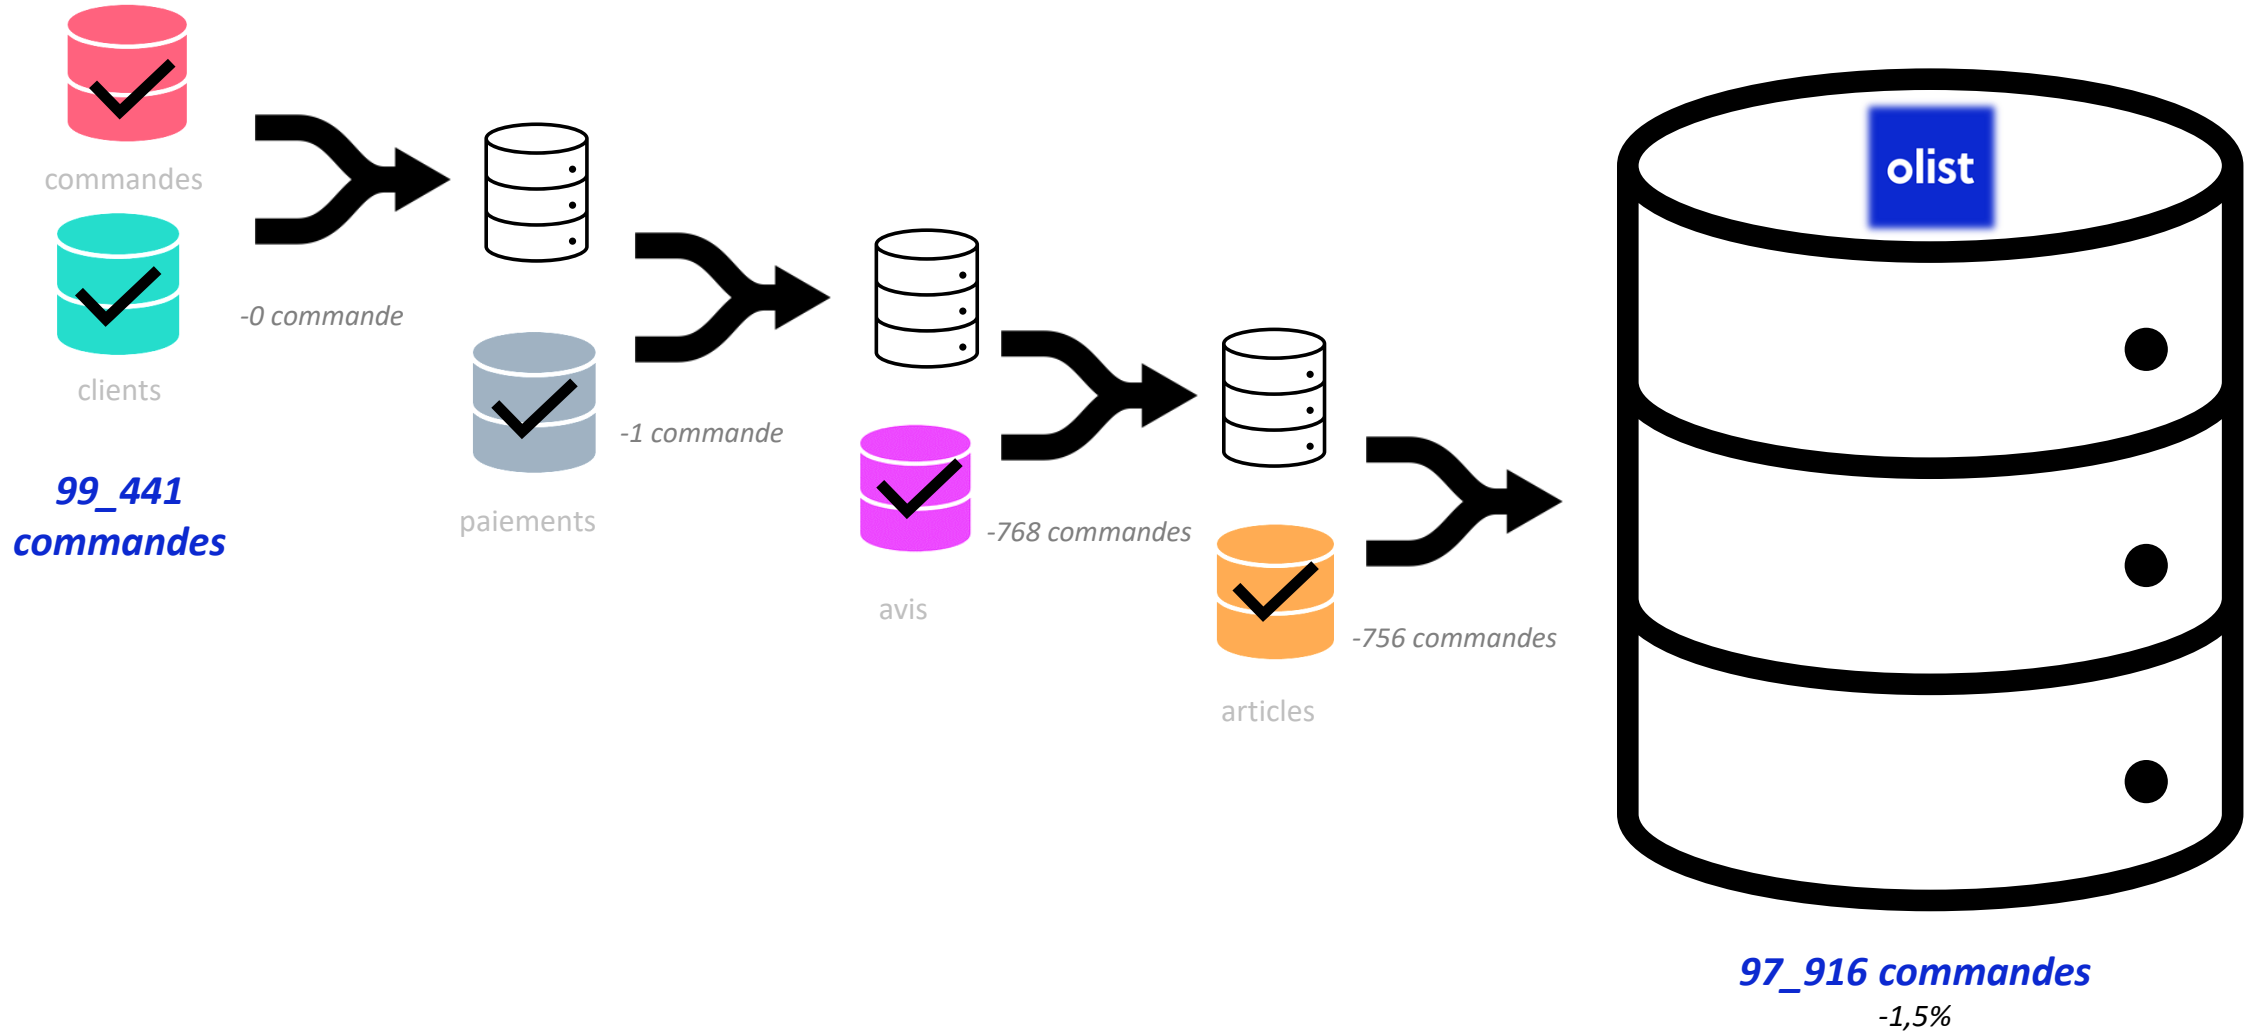 commandes
clients
99_441
commandes
-0 commande
paiements
-1 commande
avis
-768 commandes
articles
-756 commandes
olist
97_916 commandes
-1,5%